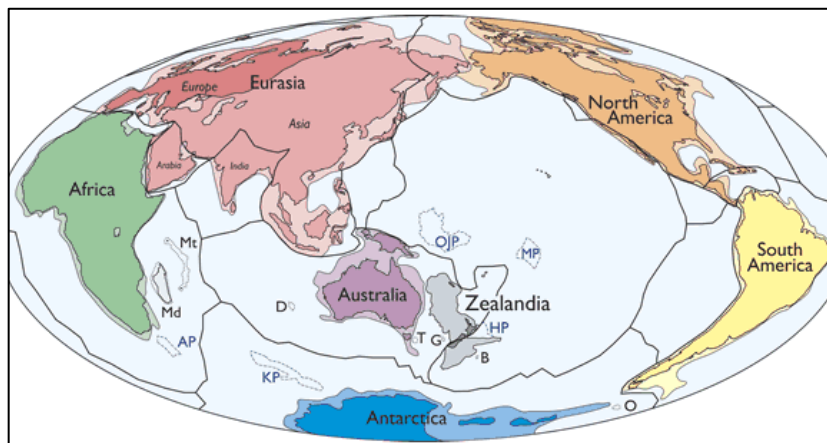 Europe
Eurasia
Asia
North
America
Arabia
India
Africa
Mt
OJP
MP
South
America
Md
D
Australia
Zealandia
AP
T
G
HP
B
KP
Antarctica
O